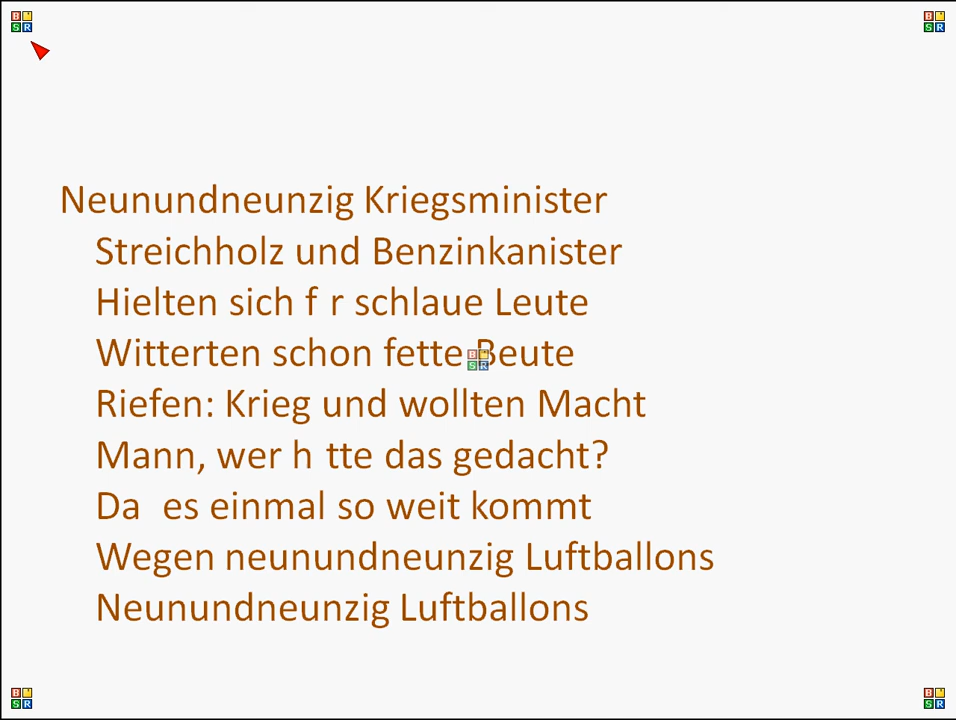 Neunundneunzig Kriegsminister
Streichholz und Benzinkanister
Hielten sich f r schlaue Leute
Witterten schon fette Beute
Riefen: Krieg und wollten Macht
Mann, wer h tte das gedacht?
Da es einmal so weit kommt
Wegen neunundneunzig Luftballons
Neunundneunzig Luftballons